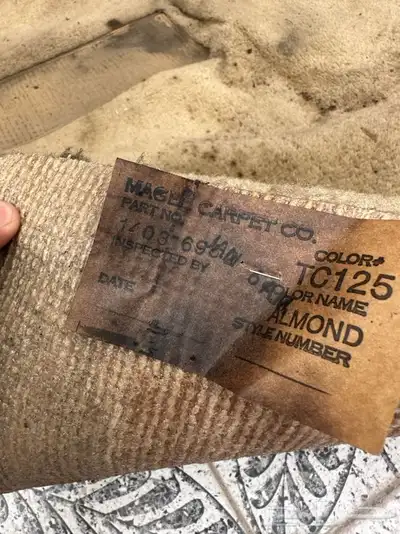 MAGEE CARPET CO.
PART NO.
INSPECTED BY
DATE
COLOR#
TC125
COLOR NAME
ALMOND
STYLE NUMBER